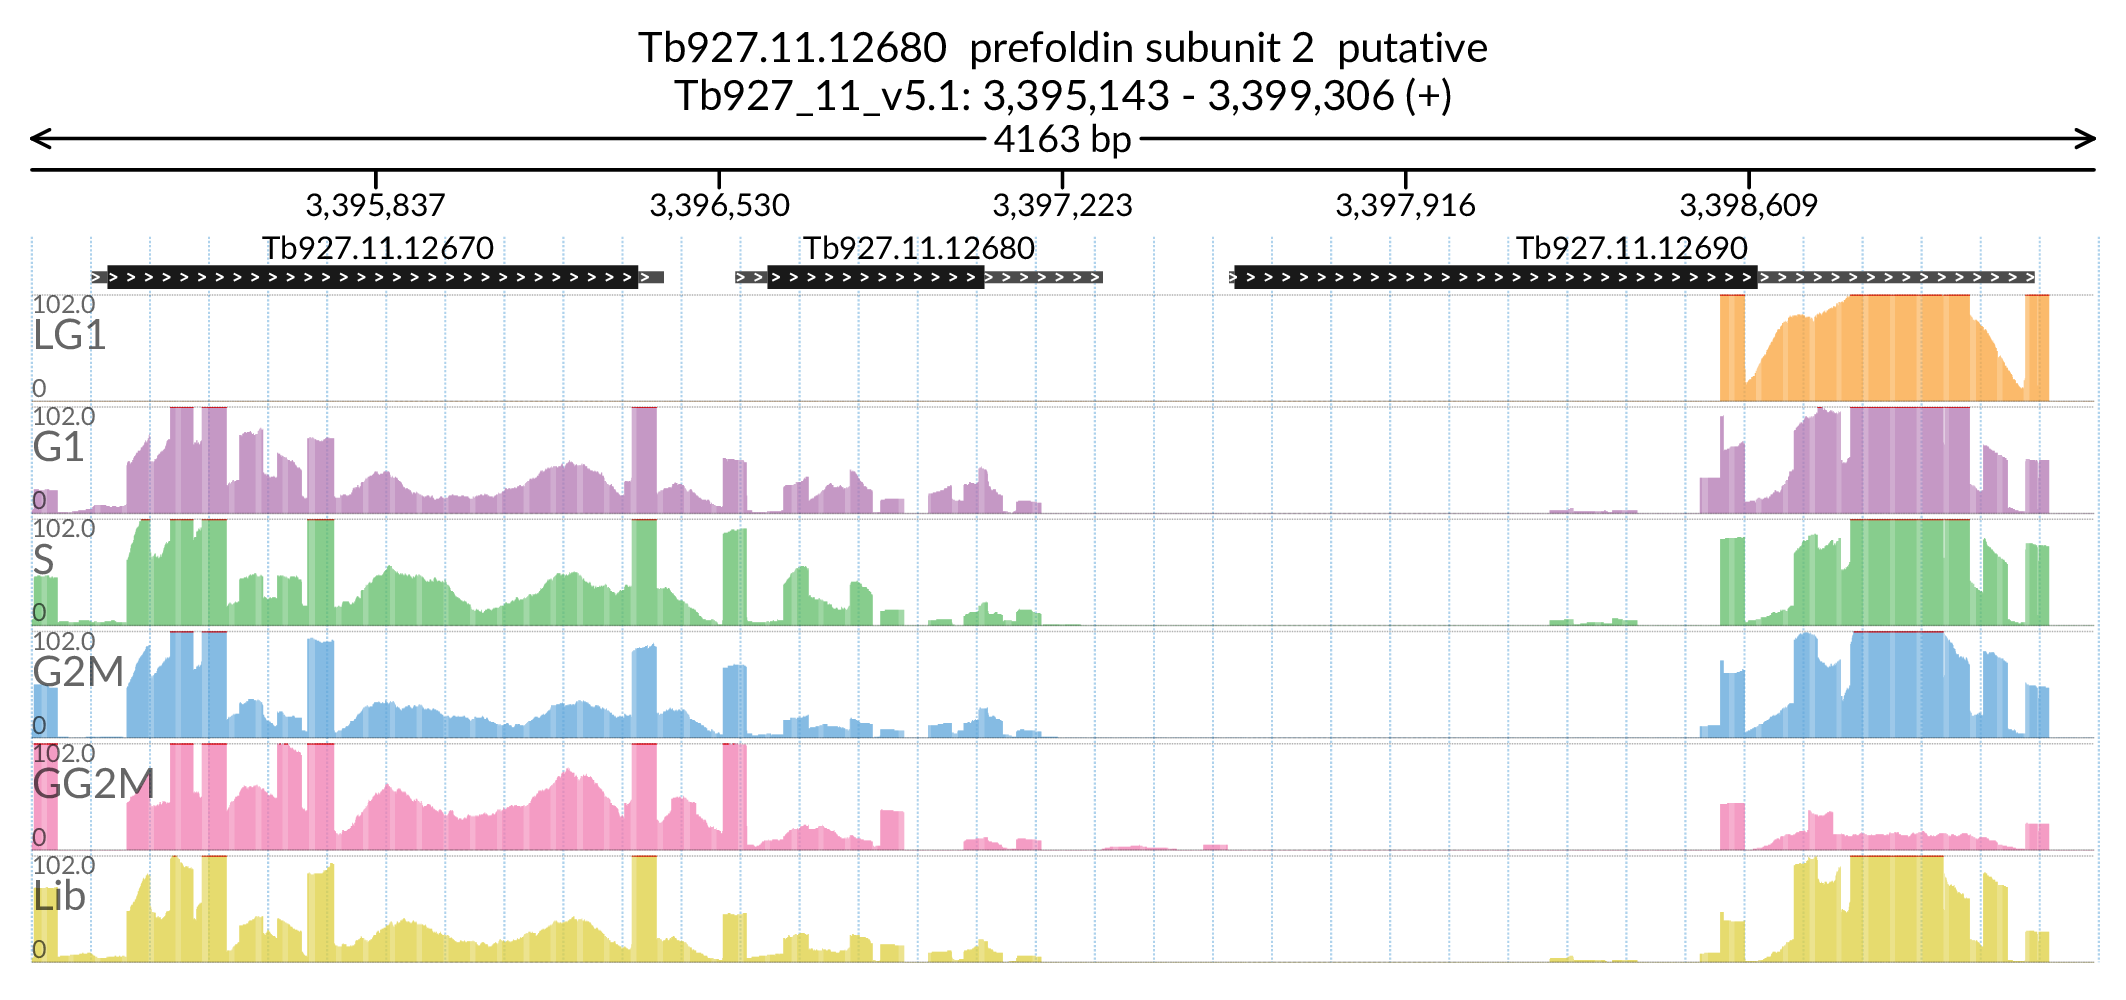 Tb927.11.12680 prefoldin subunit 2 putative
Tb927_11_v5.1: 3,395,143 - 3,399,306 (+)
4163 bp
3,395,837 3,396,530 3,397,223 3,397,916 3,398,609
Tb927.11.12670 Tb927.11.12680 Tb927.11.12690
102.0
LG1
0
102.0
G1
0
102.0
S
0
102.0
G2M
0
102.0
GG2M
0
102.0
Lib
0